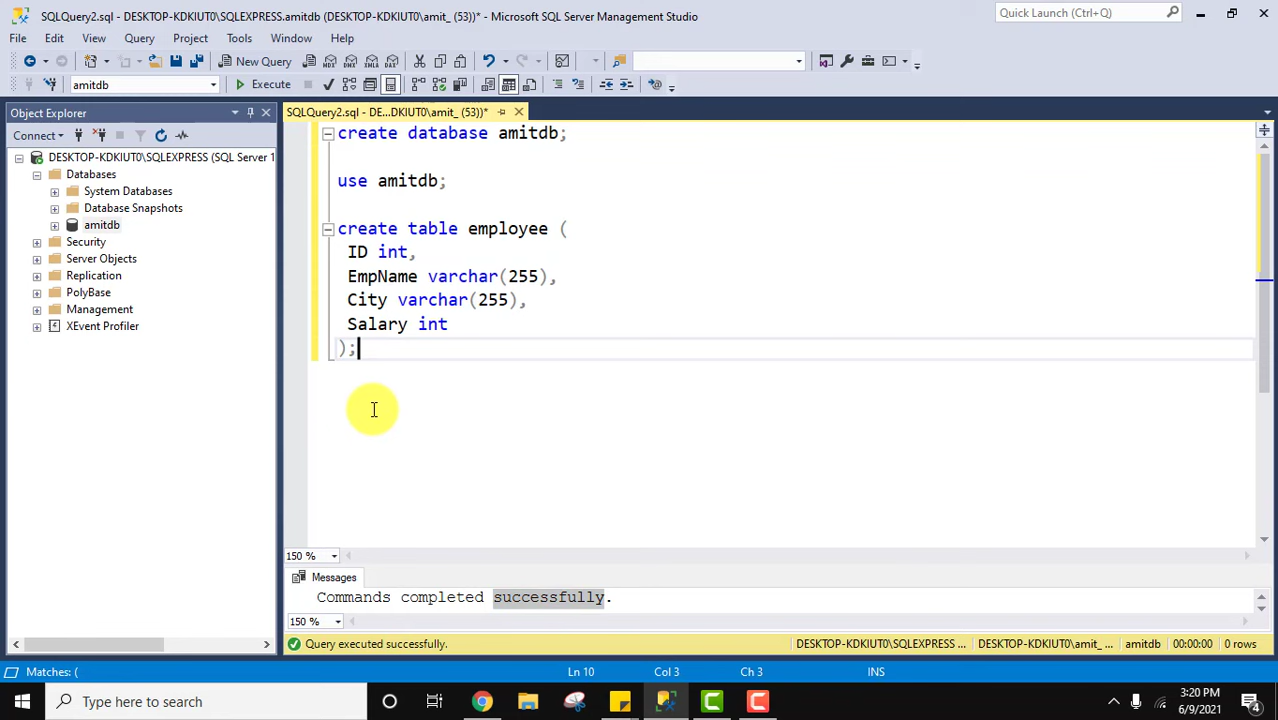 SQLQuery2.sql - DESKTOP-KDKIUT0\SQLEXPRESS.amitdb (DESKTOP-KDKIUT0\amit_ (53))* - Microsoft SQL Server Management Studio
Quick Launch (Ctrl+Q)
File Edit View Query Project Tools Window Help
New Query MDX DMX XMLA DAX
amitdb Execute
Object Explorer
SQLQuery2.sql - DE...DKIUT0\amit_ (53))*
Connect
DESKTOP-KDKIUT0\SQLEXPRESS (SQL Server 1
Databases
System Databases
Database Snapshots
amitdb
Security
Server Objects
Replication
PolyBase
Management
XEvent Profiler
create database amitdb;
use amitdb;
create table employee (
ID int,
EmpName varchar(255),
City varchar(255),
Salary int
);
150 %
Messages
Commands completed successfully.
150 %
Query executed successfully.
DESKTOP-KDKIUT0\SQLEXPRESS ... DESKTOP-KDKIUT0\amit_ ... amitdb 00:00:00 0 rows
Matches: ( Ln 10 Col 3 Ch 3 INS
Type here to search
3:20 PM
6/9/2021
4